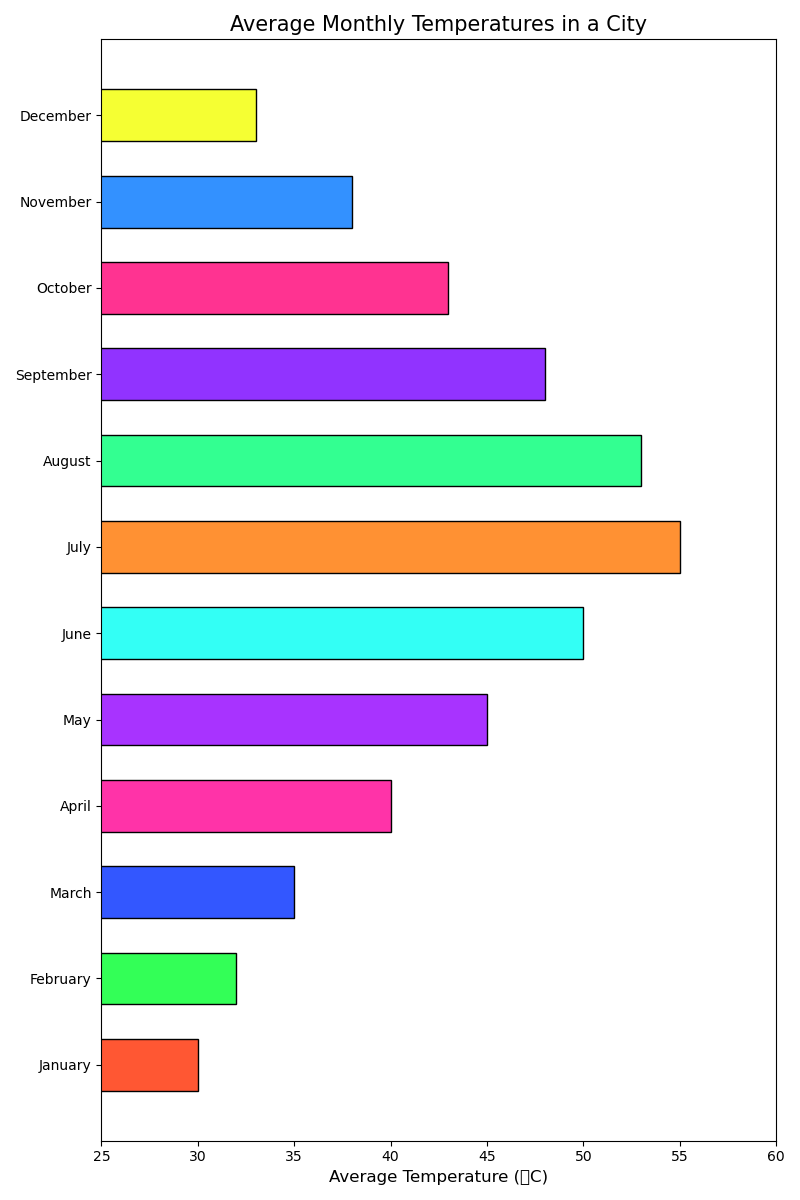 Average Monthly Temperatures in a City
December
November
October
September
August
July
June
May
April
March
February
January
25 30 35 40 45 50 55 60
Average Temperature (▯C)